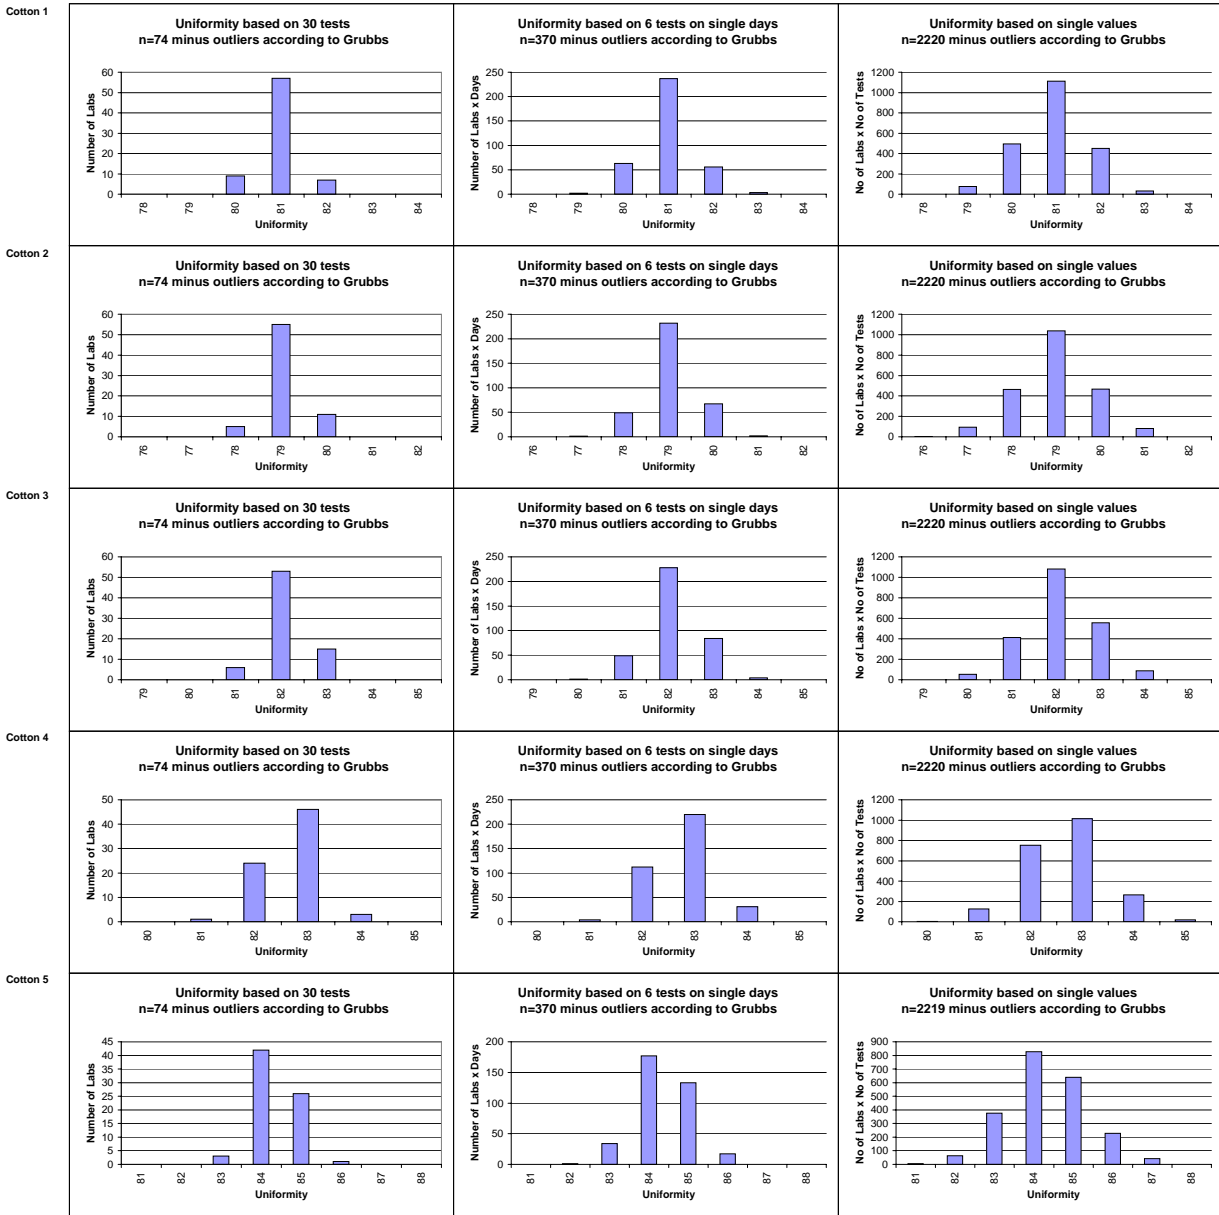 Cotton 1
Uniformity based on 30 tests
n=74 minus outliers according to Grubbs
Number of Labs
60
50
40
30
20
10
0
78 79 80 81 82 83 84
Uniformity
Uniformity based on 6 tests on single days
n=370 minus outliers according to Grubbs
Number of Labs x Days
250
200
150
100
50
0
78 79 80 81 82 83 84
Uniformity
Uniformity based on single values
n=2220 minus outliers according to Grubbs
No of Labs x No of Tests
1200
1000
800
600
400
200
0
78 79 80 81 82 83 84
Uniformity
Cotton 2
Uniformity based on 30 tests
n=74 minus outliers according to Grubbs
Number of Labs
60
50
40
30
20
10
0
76 77 78 79 80 81 82
Uniformity
Uniformity based on 6 tests on single days
n=370 minus outliers according to Grubbs
Number of Labs x Days
250
200
150
100
50
0
76 77 78 79 80 81 82
Uniformity
Uniformity based on single values
n=2220 minus outliers according to Grubbs
No of Labs x No of Tests
1200
1000
800
600
400
200
0
76 77 78 79 80 81 82
Uniformity
Cotton 3
Uniformity based on 30 tests
n=74 minus outliers according to Grubbs
Number of Labs
60
50
40
30
20
10
0
79 80 81 82 83 84 85
Uniformity
Uniformity based on 6 tests on single days
n=370 minus outliers according to Grubbs
Number of Labs x Days
250
200
150
100
50
0
79 80 81 82 83 84 85
Uniformity
Uniformity based on single values
n=2220 minus outliers according to Grubbs
No of Labs x No of Tests
1200
1000
800
600
400
200
0
79 80 81 82 83 84 85
Uniformity
Cotton 4
Uniformity based on 30 tests
n=74 minus outliers according to Grubbs
Number of Labs
50
40
30
20
10
0
80 81 82 83 84 85
Uniformity
Uniformity based on 6 tests on single days
n=370 minus outliers according to Grubbs
Number of Labs x Days
250
200
150
100
50
0
80 81 82 83 84 85
Uniformity
Uniformity based on single values
n=2220 minus outliers according to Grubbs
No of Labs x No of Tests
1200
1000
800
600
400
200
0
80 81 82 83 84 85
Uniformity
Cotton 5
Uniformity based on 30 tests
n=74 minus outliers according to Grubbs
Number of Labs
45
40
35
30
25
20
15
10
5
0
81 82 83 84 85 86 87 88
Uniformity
Uniformity based on 6 tests on single days
n=370 minus outliers according to Grubbs
Number of Labs x Days
200
150
100
50
0
81 82 83 84 85 86 87 88
Uniformity
Uniformity based on single values
n=2219 minus outliers according to Grubbs
No of Labs x No of Tests
900
800
700
600
500
400
300
200
100
0
81 82 83 84 85 86 87 88
Uniformity